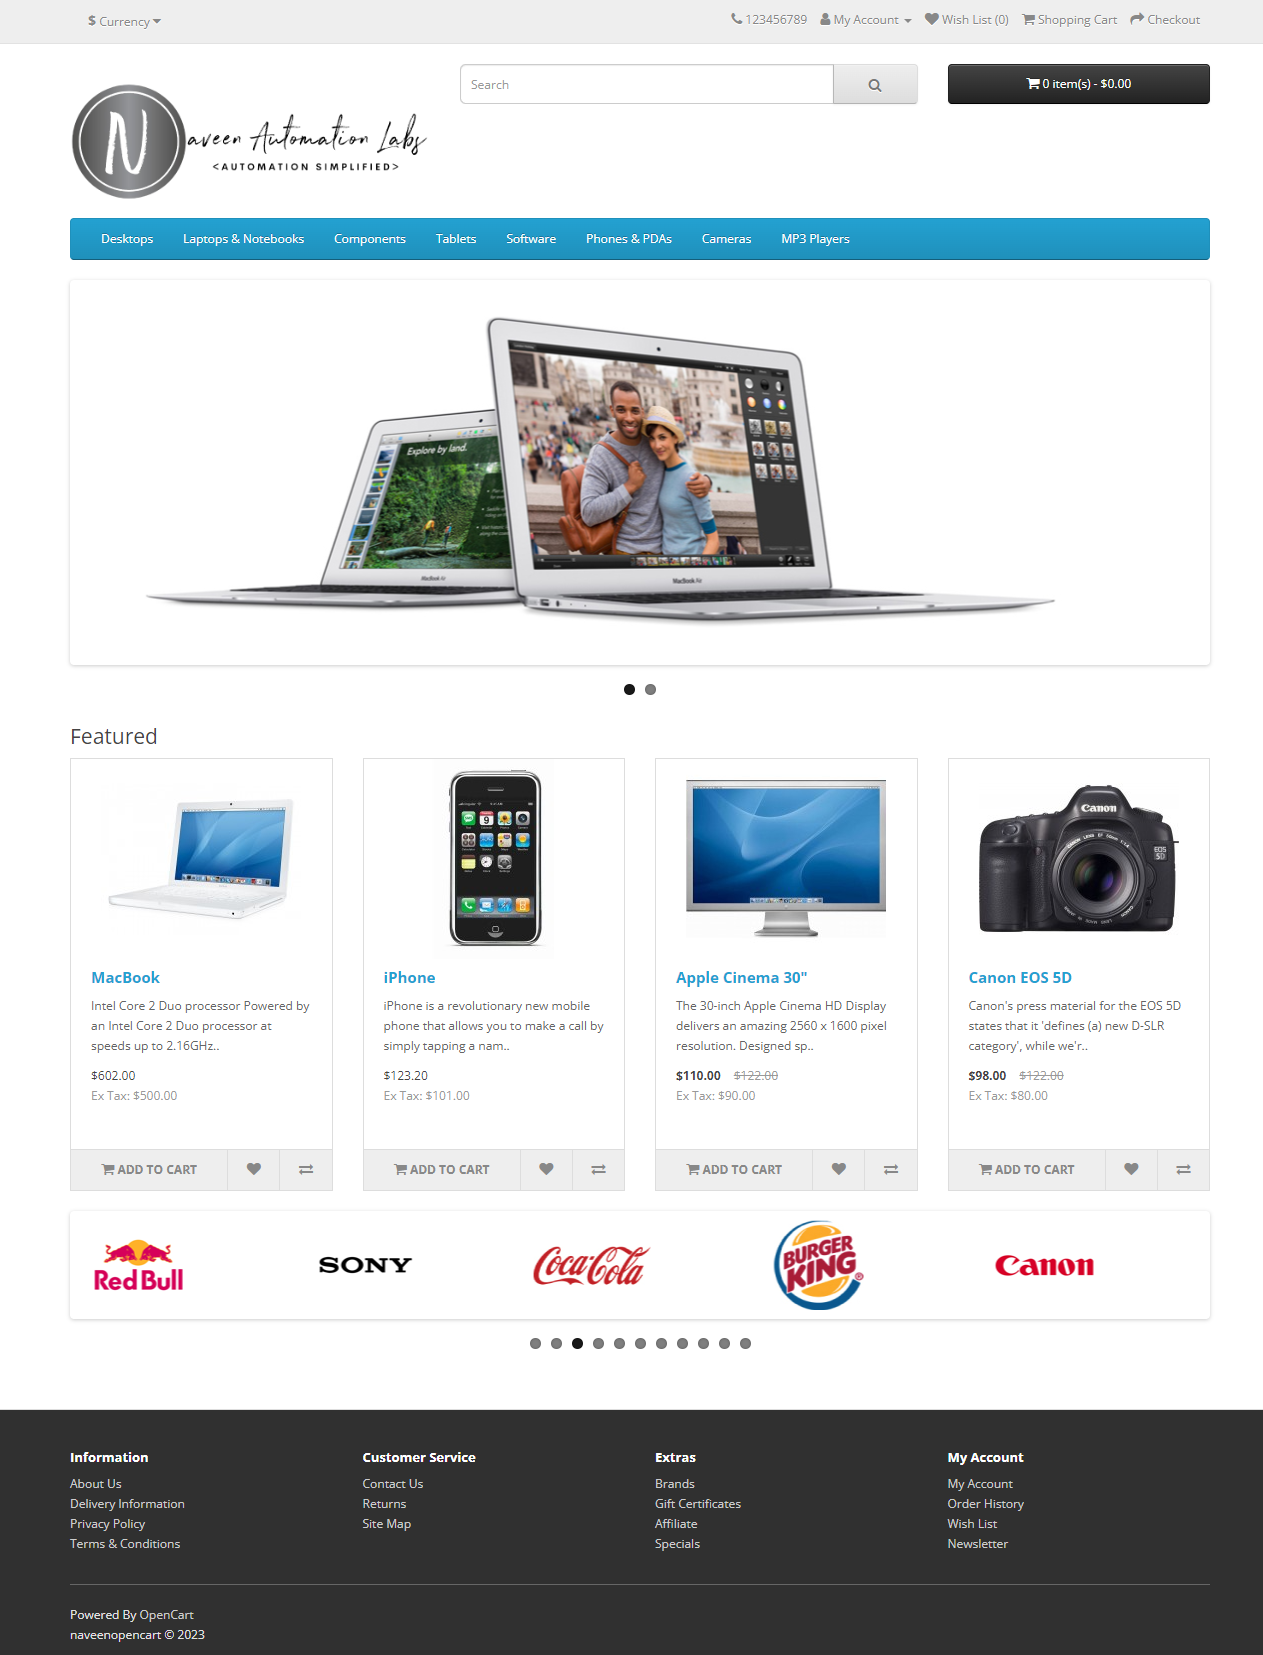 $ Currency
123456789 My Account Wish List (0) Shopping Cart Checkout
Search
0 item(s) - $0.00
N
aveen Automation Labs
<AUTOMATION SIMPLIFIED>
Desktops Laptops & Notebooks Components Tablets Software Phones & PDAs Cameras MP3 Players
Explore by land.
MacBook Air
MacBook Air
Featured
Canon
EOS
5D
MacBook
Intel Core 2 Duo processor Powered by
an Intel Core 2 Duo processor at
speeds up to 2.16GHz..
$602.00
Ex Tax: $500.00
ADD TO CART
iPhone
iPhone is a revolutionary new mobile
phone that allows you to make a call by
simply tapping a nam..
$123.20
Ex Tax: $101.00
ADD TO CART
Apple Cinema 30"
The 30-inch Apple Cinema HD Display
delivers an amazing 2560 x 1600 pixel
resolution. Designed sp..
$110.00 $122.00
Ex Tax: $90.00
ADD TO CART
Canon EOS 5D
Canon's press material for the EOS 5D
states that it 'defines (a) new D-SLR
category', while we'r..
$98.00 $122.00
Ex Tax: $80.00
ADD TO CART
Red Bull
SONY
Coca-Cola
BURGER
KING
®
Canon
Information
About Us
Delivery Information
Privacy Policy
Terms & Conditions
Customer Service
Contact Us
Returns
Site Map
Extras
Brands
Gift Certificates
Affiliate
Specials
My Account
My Account
Order History
Wish List
Newsletter
Powered By OpenCart
naveenopencart © 2023